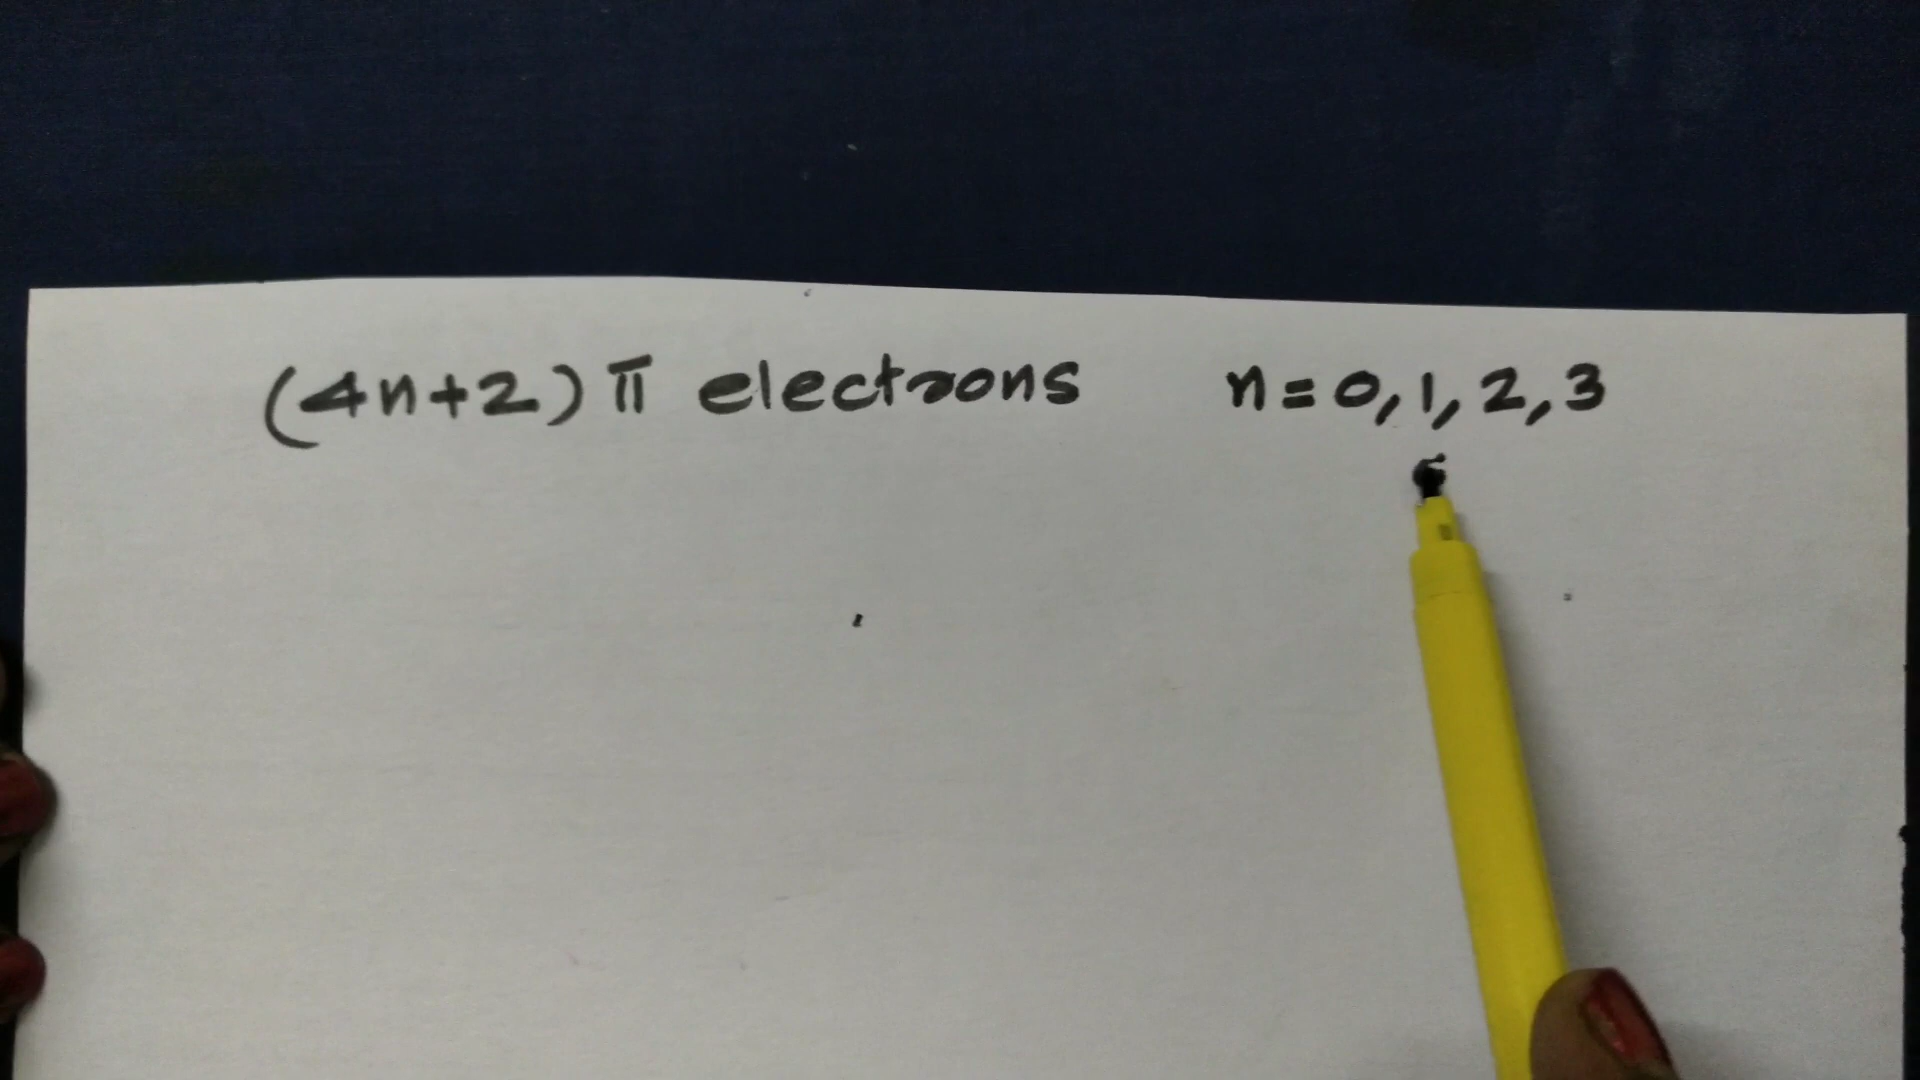 (4n+2) π electrons n=0,1,2,3